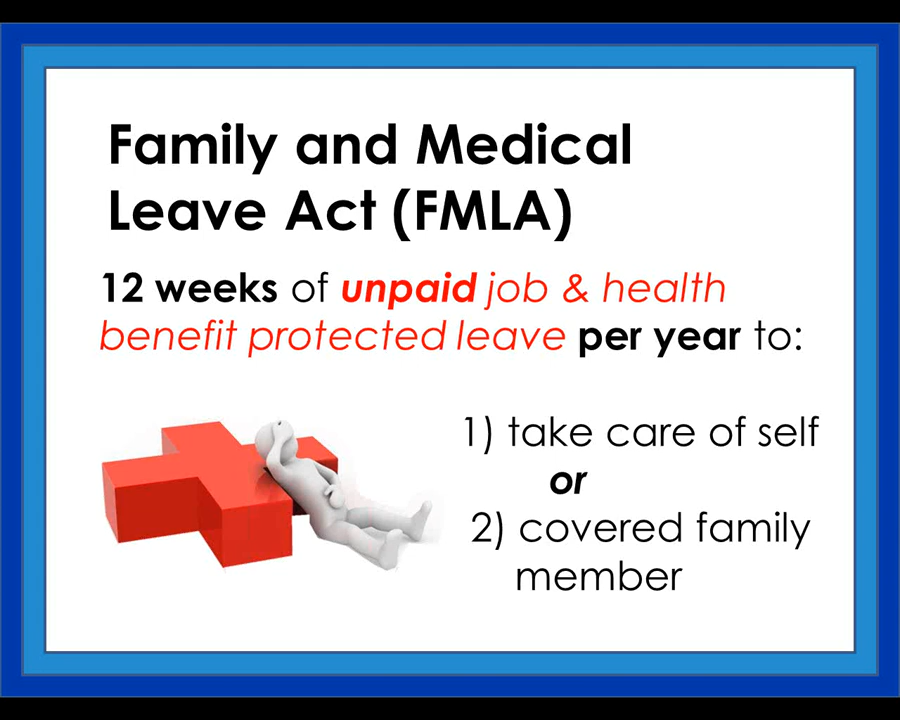 Family and Medical
Leave Act (FMLA)
12 weeks of unpaid job & health
benefit protected leave per year to:
1) take care of self
or
2) covered family
member